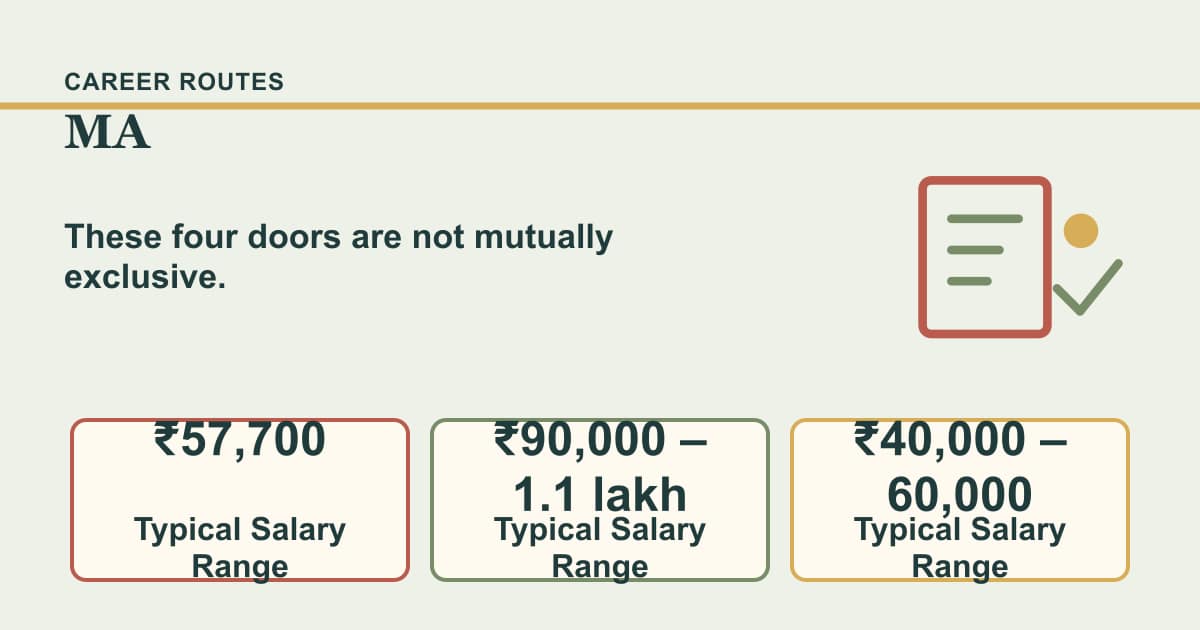 CAREER ROUTES
MA
These four doors are not mutually
exclusive.
₹57,700
Typical Salary
Range
₹90,000 –
1.1 lakh
Typical Salary
Range
₹40,000 –
60,000
Typical Salary
Range